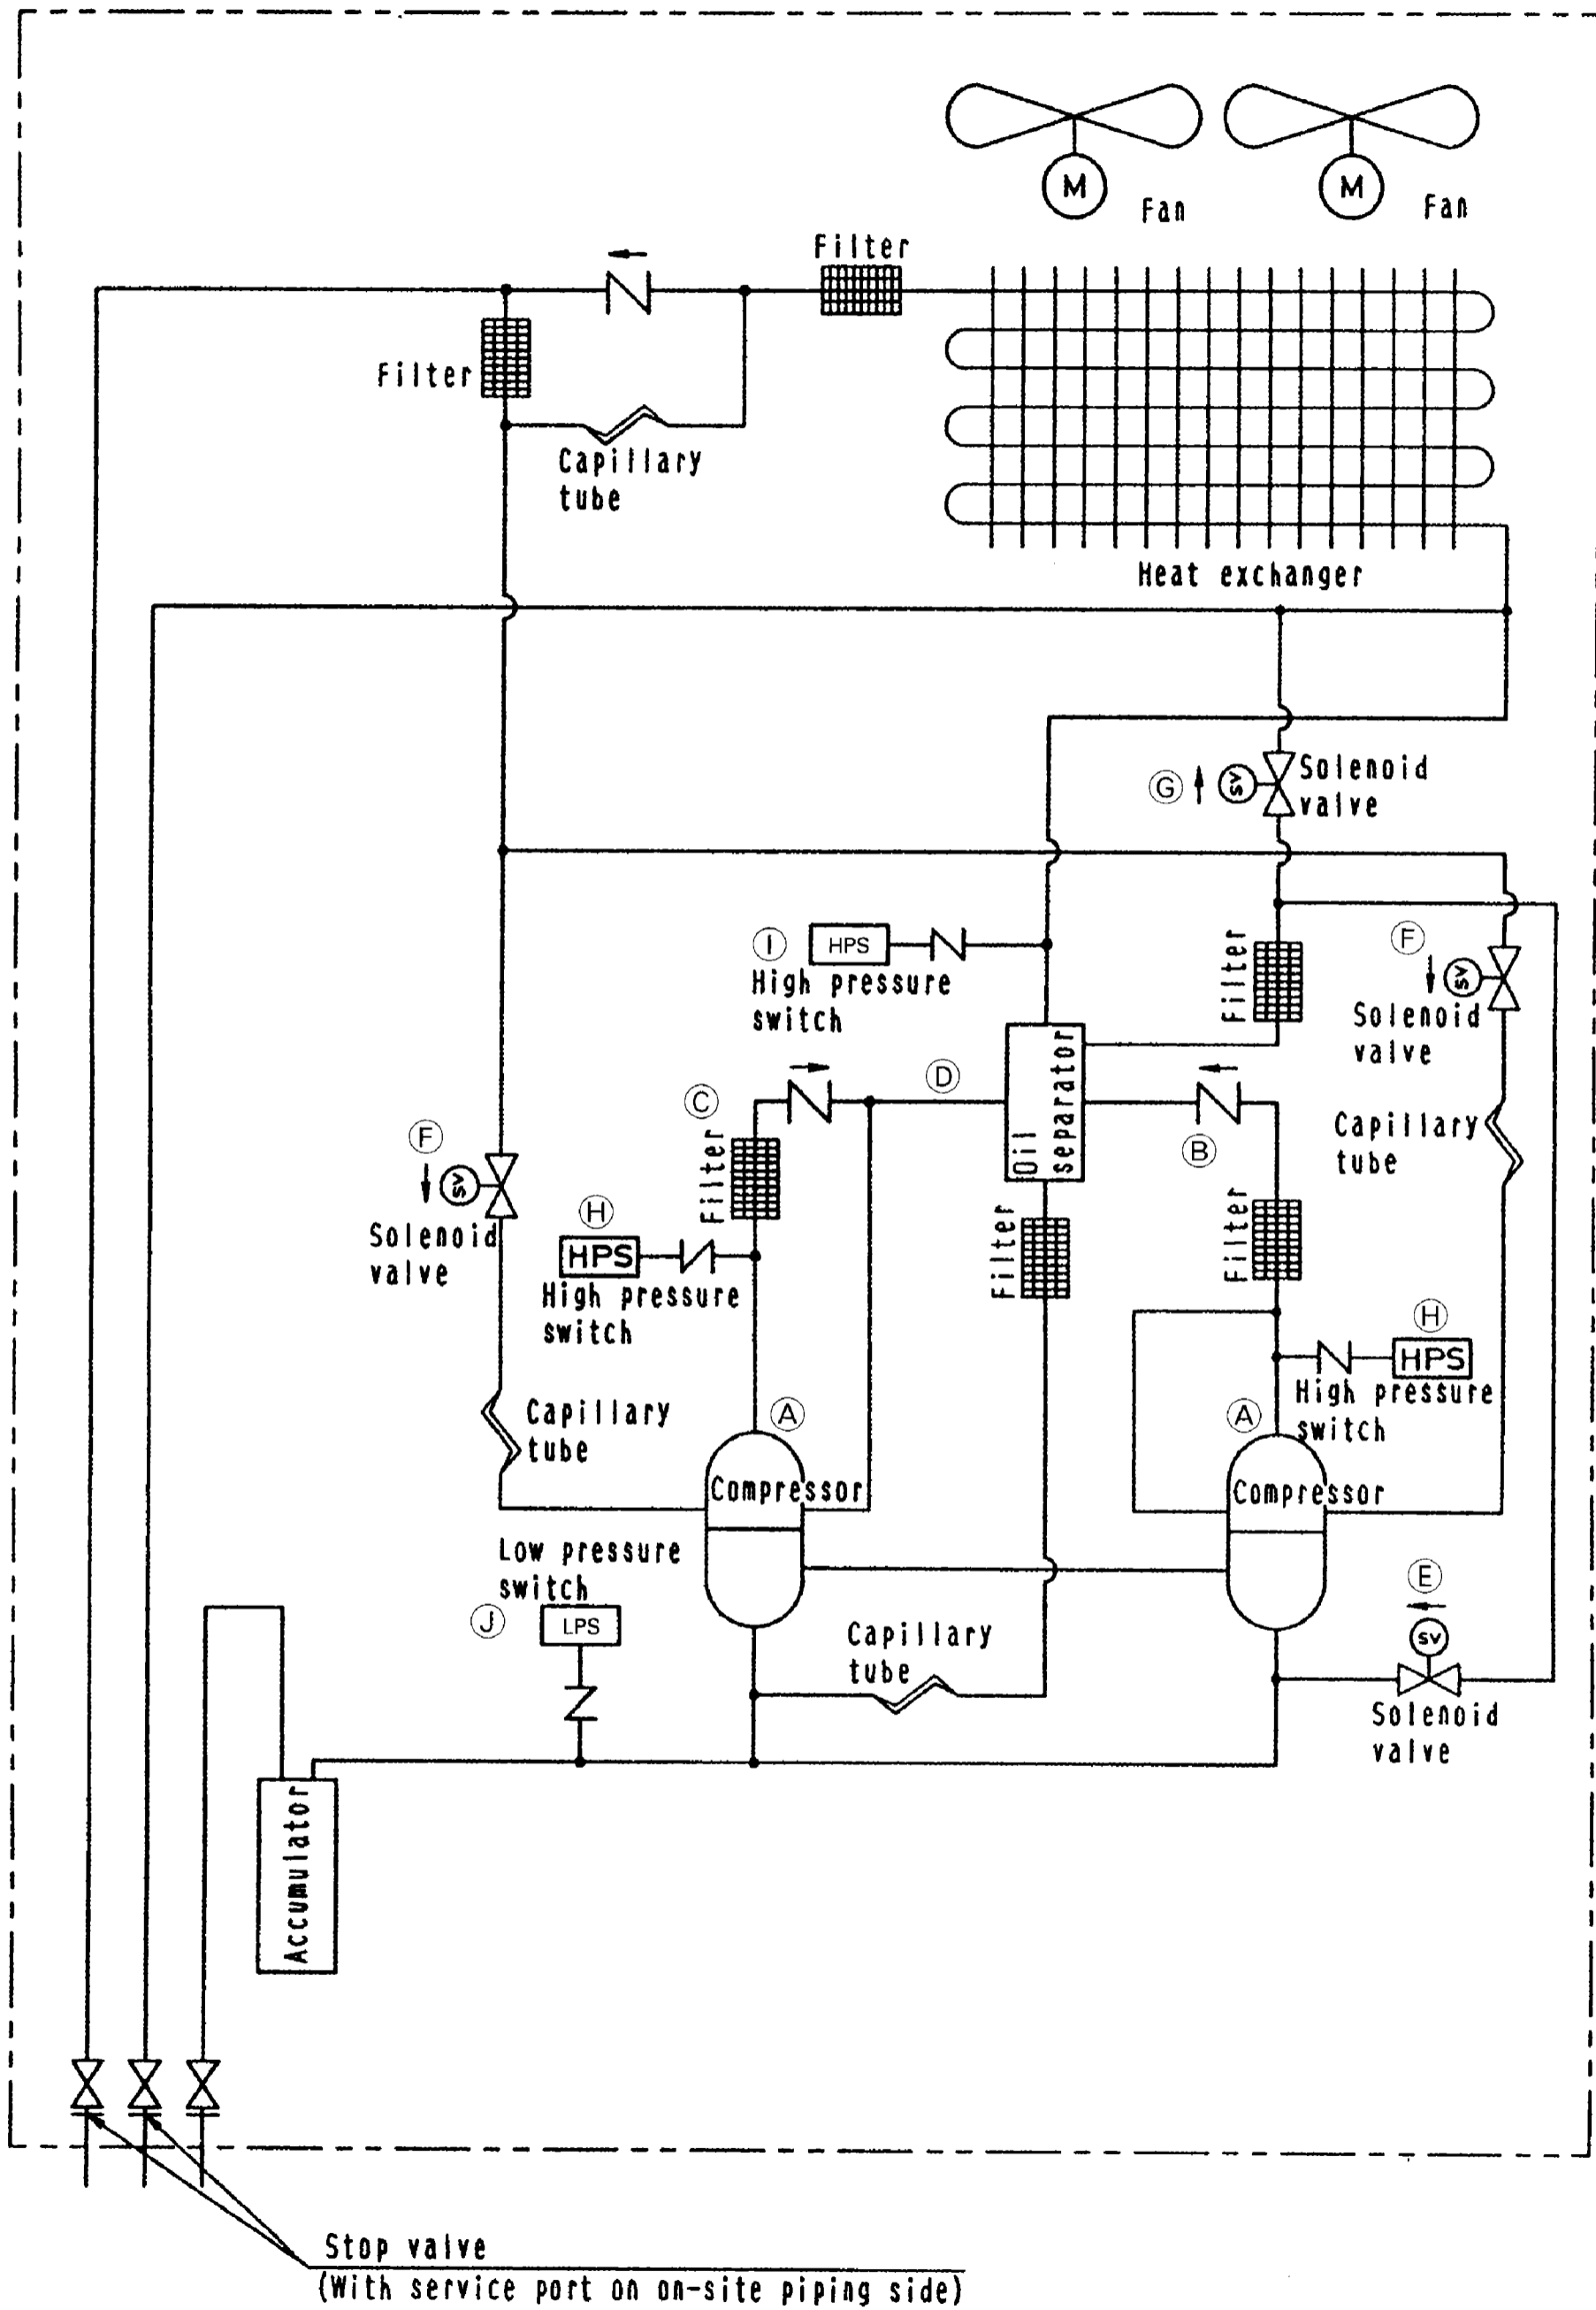 M
M
Fan
Fan
Filter
Filter
Capillary
tube
Heat exchanger
G
SV
Solenoid
valve
I
HPS
High pressure
switch
Filter
F
SV
Solenoid
valve
D
C
Oil
separator
B
Capillary
tube
F
SV
Solenoid
valve
Filter
H
HPS
High pressure
switch
Filter
Filter
H
HPS
High pressure
switch
Capillary
tube
A
Compressor
A
Compressor
Low pressure
switch
J
LPS
Capillary
tube
E
SV
Solenoid
valve
Accumulator
Stop valve
(With service port on on-site piping side)